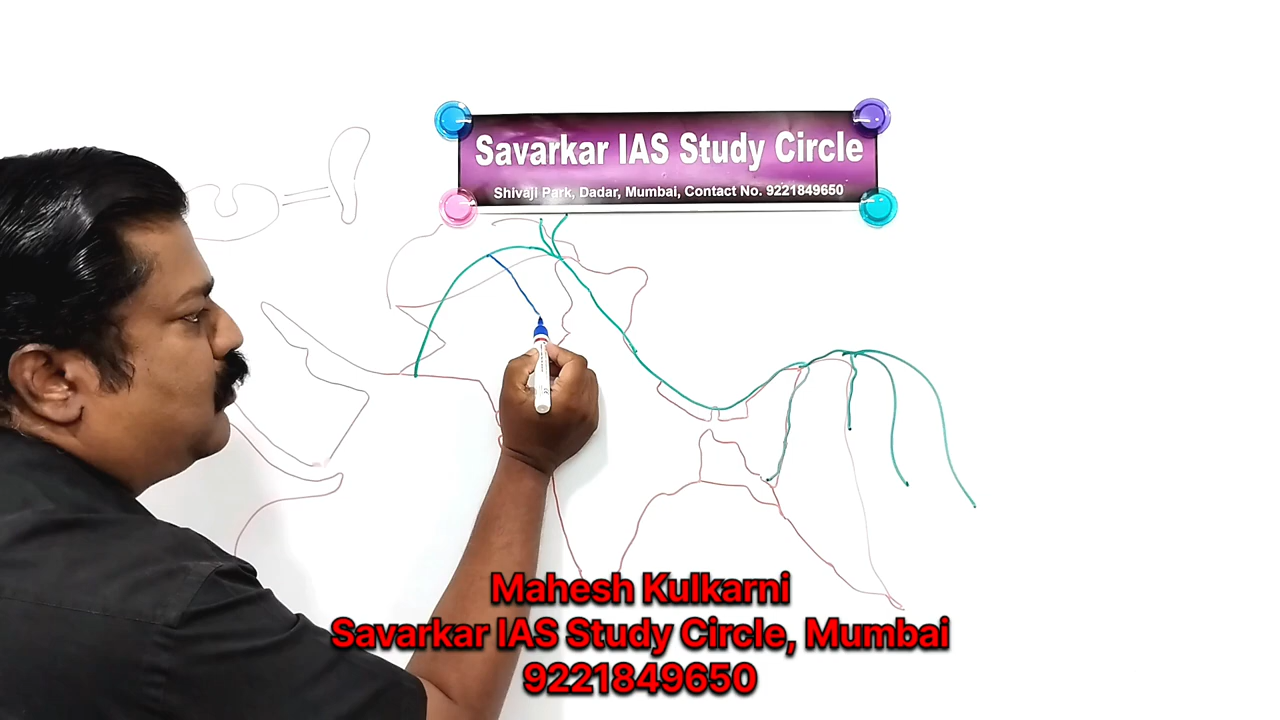 Savarkar IAS Study Circle
Shivaji Park, Dadar, Mumbai, Contact No. 9221849650
Mahesh Kulkarni
Savarkar IAS Study Circle, Mumbai
9221849650